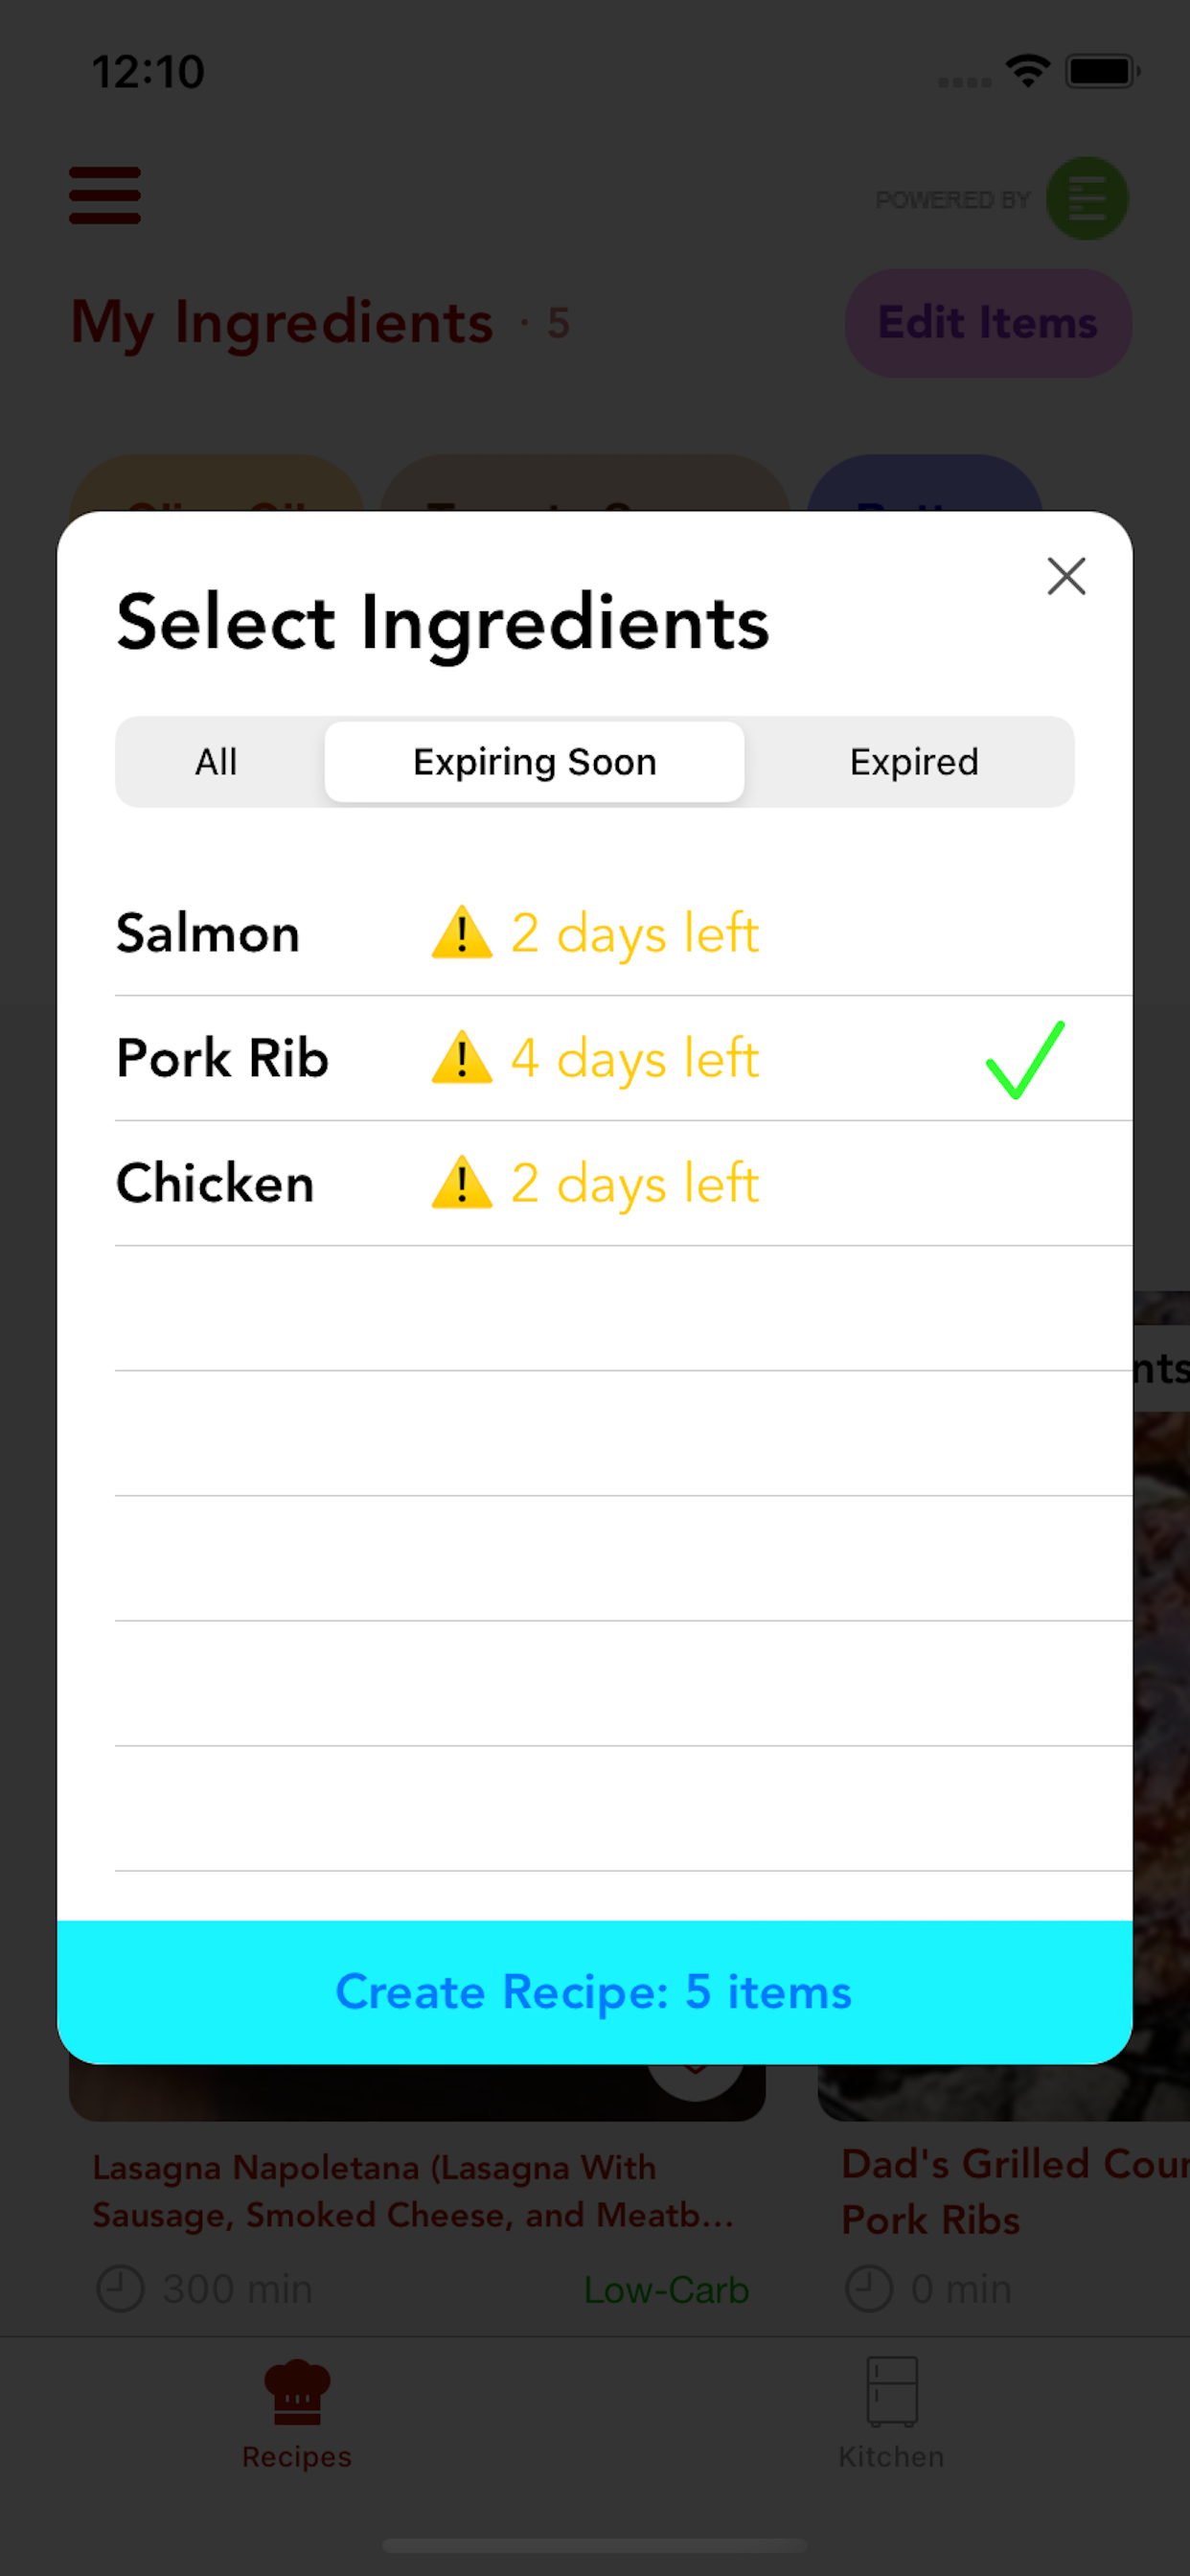 12:10
POWERED BY
My Ingredients · 5
Edit Items
Select Ingredients
All Expiring Soon Expired
Salmon 2 days left
Pork Rib 4 days left
Chicken 2 days left
Create Recipe: 5 items
Lasagna Napoletana (Lasagna With
Sausage, Smoked Cheese, and Meatb...
300 min Low-Carb
Dad's Grilled
Pork Ribs
0 min
Recipes
Kitchen